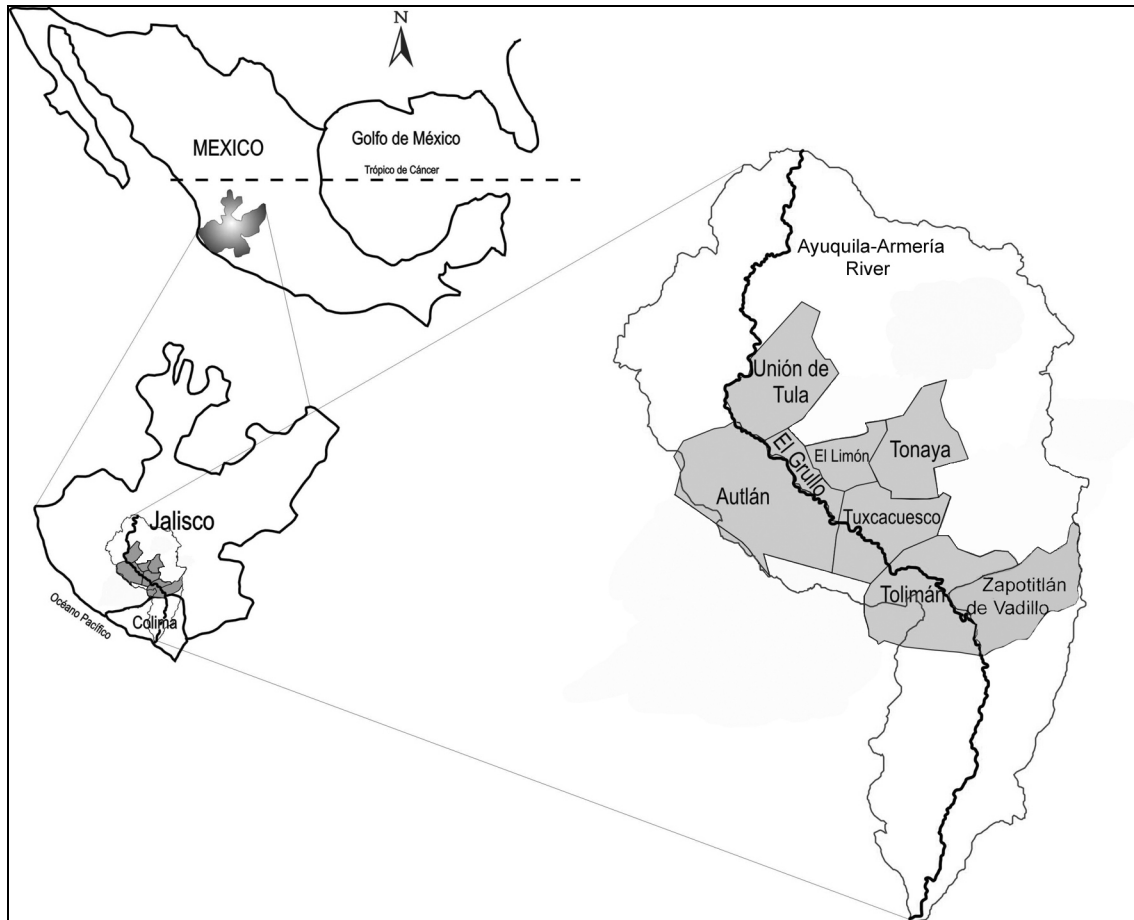 N
MEXICO
Golfo de México
Trópico de Cáncer
Ayuquila-Armería
River
Unión de
Tula
El Grullo
El Limón
Tonaya
Autlán
Tuxcacuesco
Tolimán
Zapotitlán
de Vadillo
Jalisco
Océano Pacífico
Colima